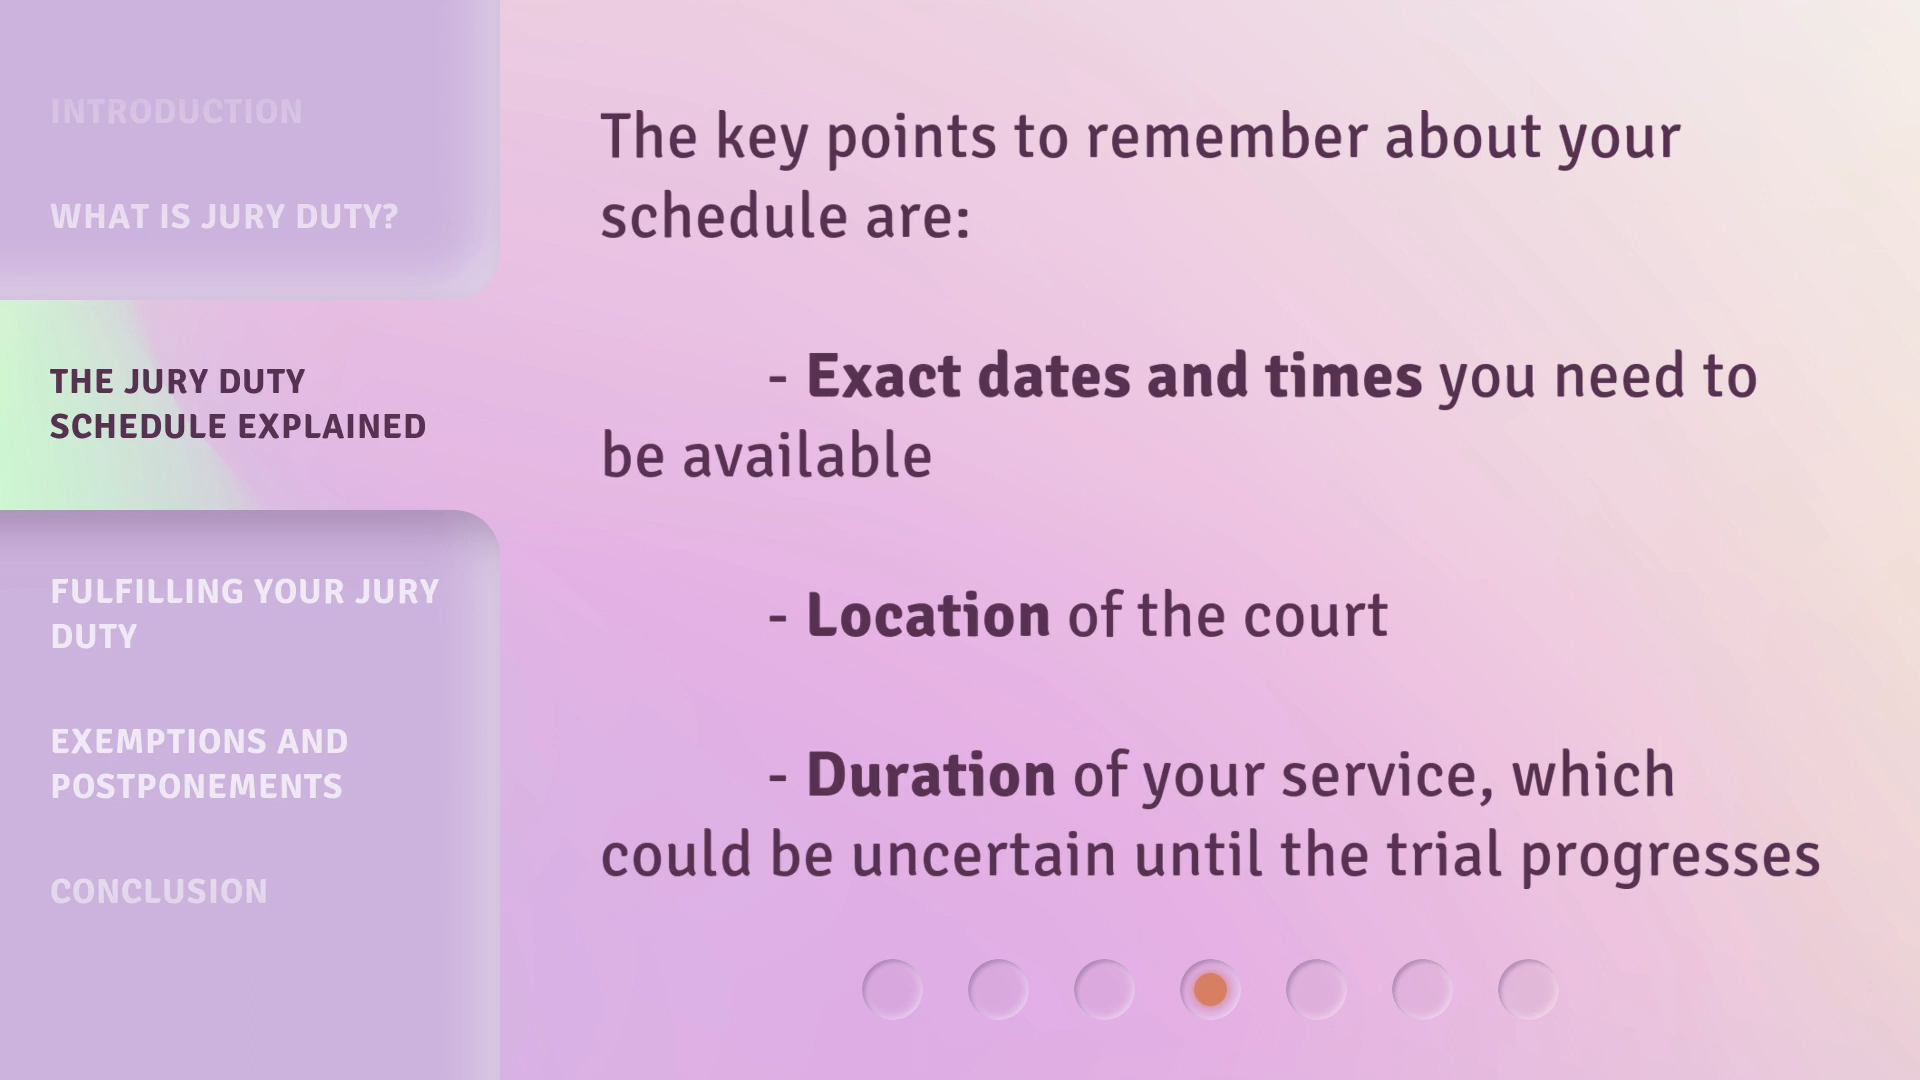 INTRODUCTION
WHAT IS JURY DUTY?
THE JURY DUTY
SCHEDULE EXPLAINED
FULFILLING YOUR JURY
DUTY
EXEMPTIONS AND
POSTPONEMENTS
CONCLUSION
The key points to remember about your
schedule are:
- Exact dates and times you need to
be available
- Location of the court
- Duration of your service, which
could be uncertain until the trial progresses